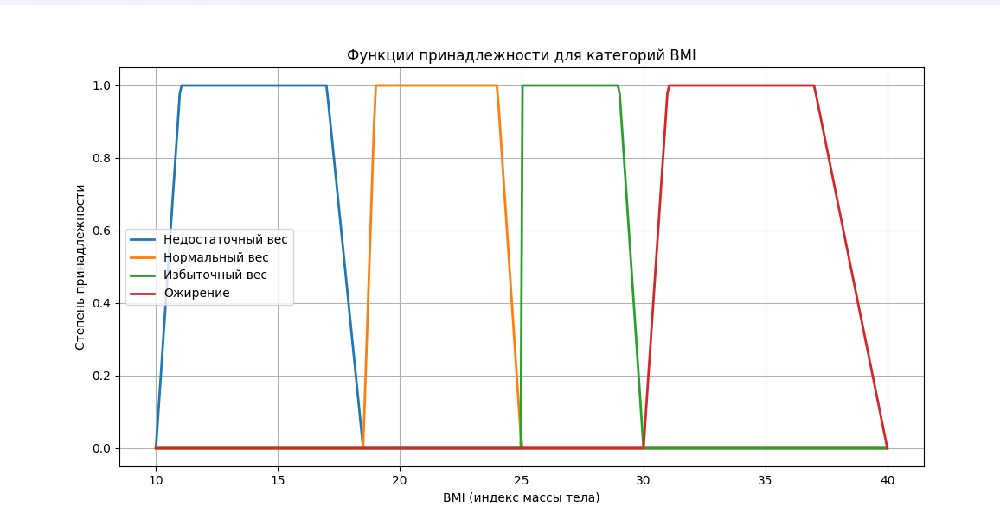 Функции принадлежности для категорий BMI
Степень принадлежности
1.0
0.8
0.6
0.4
0.2
0.0
Недостаточный вес
Нормальный вес
Избыточный вес
Ожирение
10 15 20 25 30 35 40
BMI (индекс массы тела)